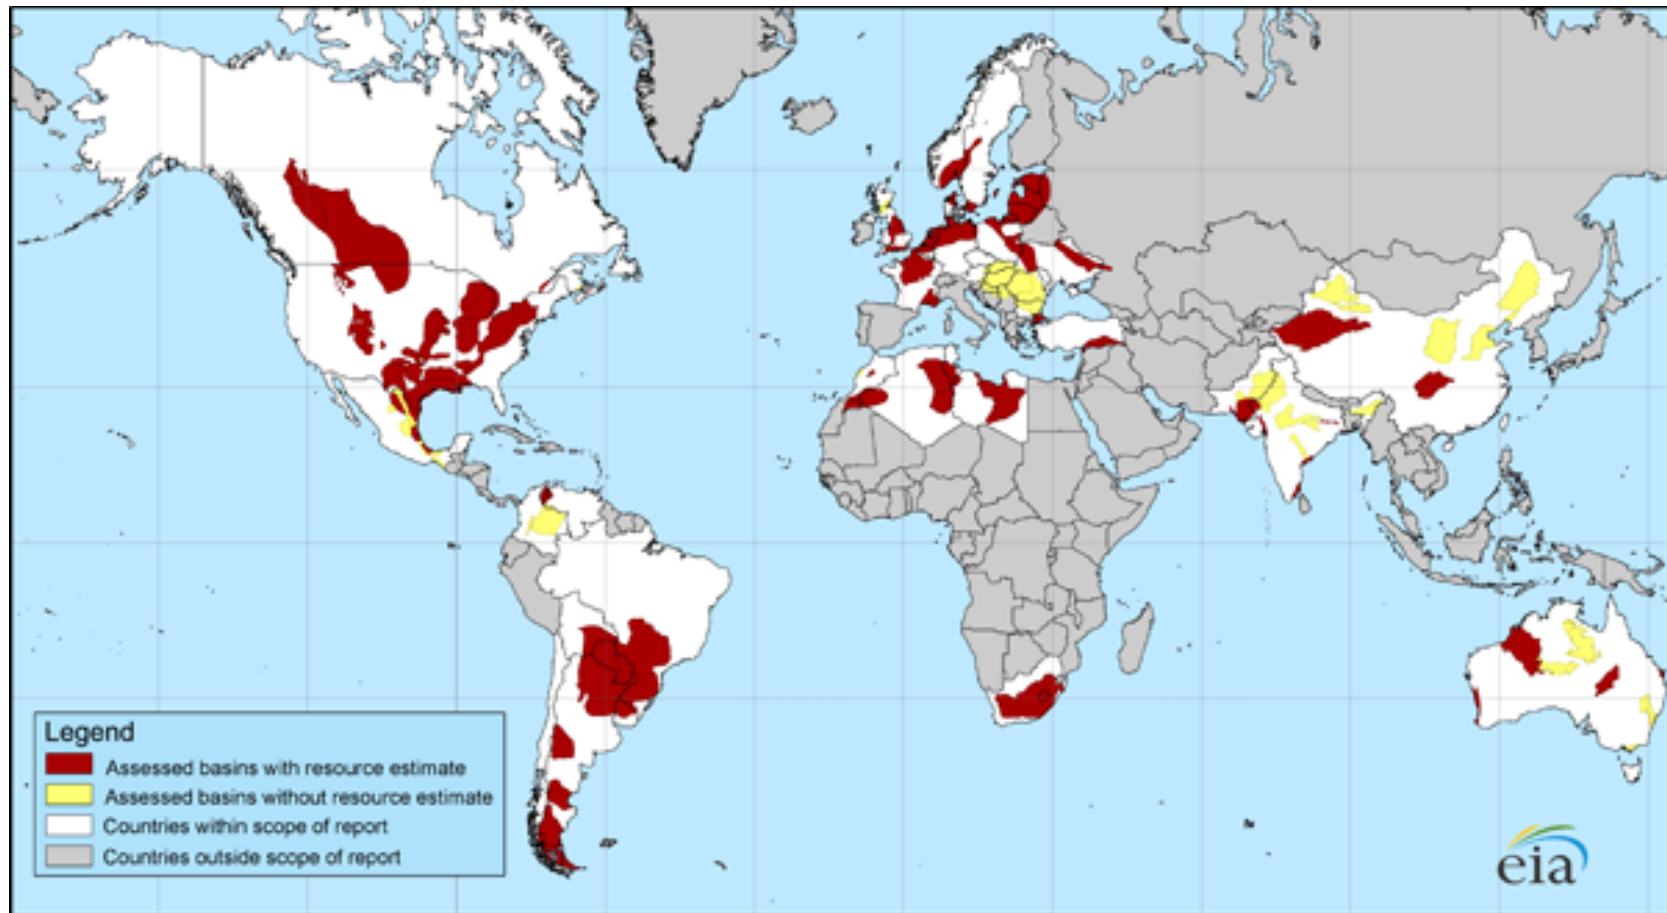 Legend
Assessed basins with resource estimate
Assessed basins without resource estimate
Countries within scope of report
Countries outside scope of report
eia